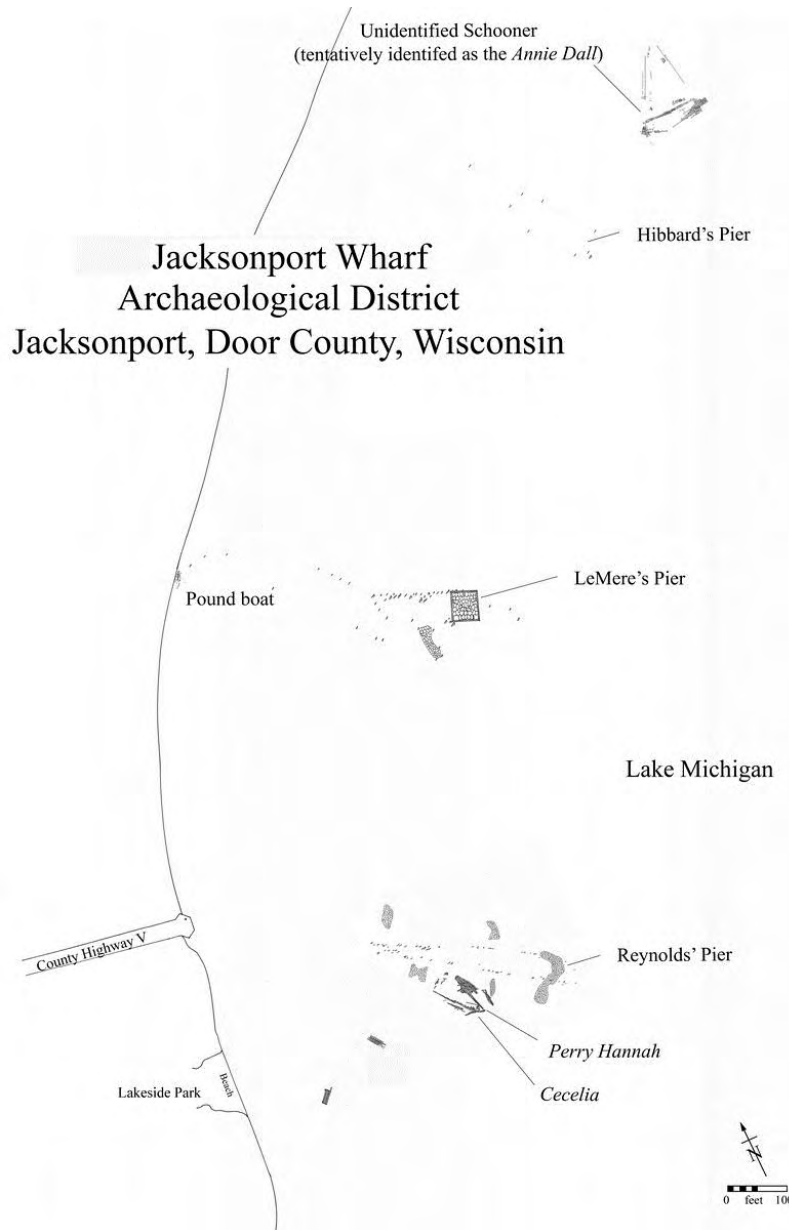 Unidentified Schooner
(tentatively identifed as the Annie Dall)
Hibbard's Pier
Jacksonport Wharf
Archaeological District
Jacksonport, Door County, Wisconsin
LeMere's Pier
Pound boat
Lake Michigan
County Highway V
Reynolds' Pier
Perry Hannah
Cecelia
Lakeside Park
Beach
N
0 feet 100